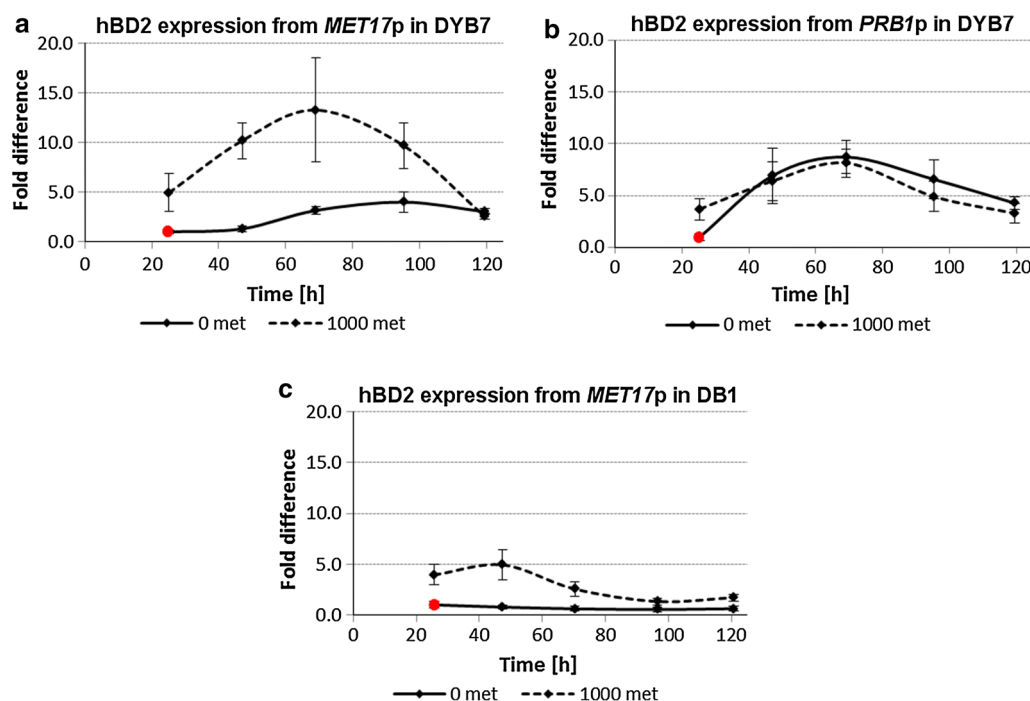 a
hBD2 expression from MET17p in DYB7
20.0
15.0
10.0
5.0
0.0
Fold difference
0 20 40 60 80 100 120
Time [h]
0 met 1000 met
b
hBD2 expression from PRB1p in DYB7
20.0
15.0
10.0
5.0
0.0
Fold difference
0 20 40 60 80 100 120
Time [h]
0 met 1000 met
c
hBD2 expression from MET17p in DB1
20.0
15.0
10.0
5.0
0.0
Fold difference
0 20 40 60 80 100 120
Time [h]
0 met 1000 met